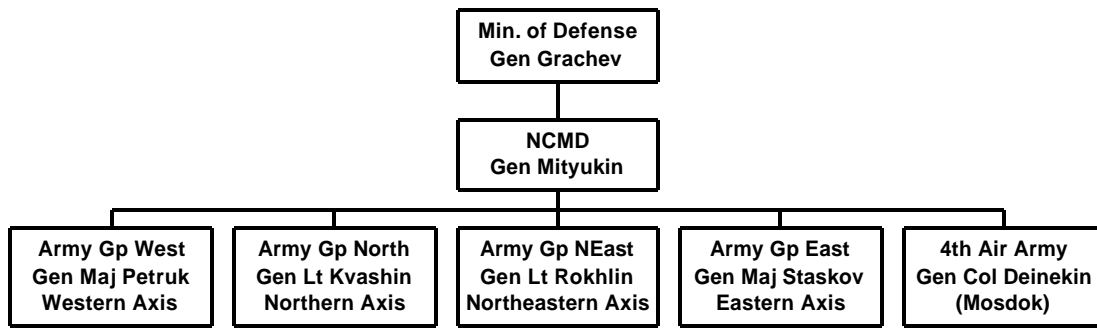 Min. of Defense
Gen Grachev
NCMD
Gen Mityukin
Army Gp West
Gen Maj Petruk
Western Axis
Army Gp North
Gen Lt Kvashin
Northern Axis
Army Gp NEast
Gen Lt Rokhlin
Northeastern Axis
Army Gp East
Gen Maj Staskov
Eastern Axis
4th Air Army
Gen Col Deinekin
(Mosdok)